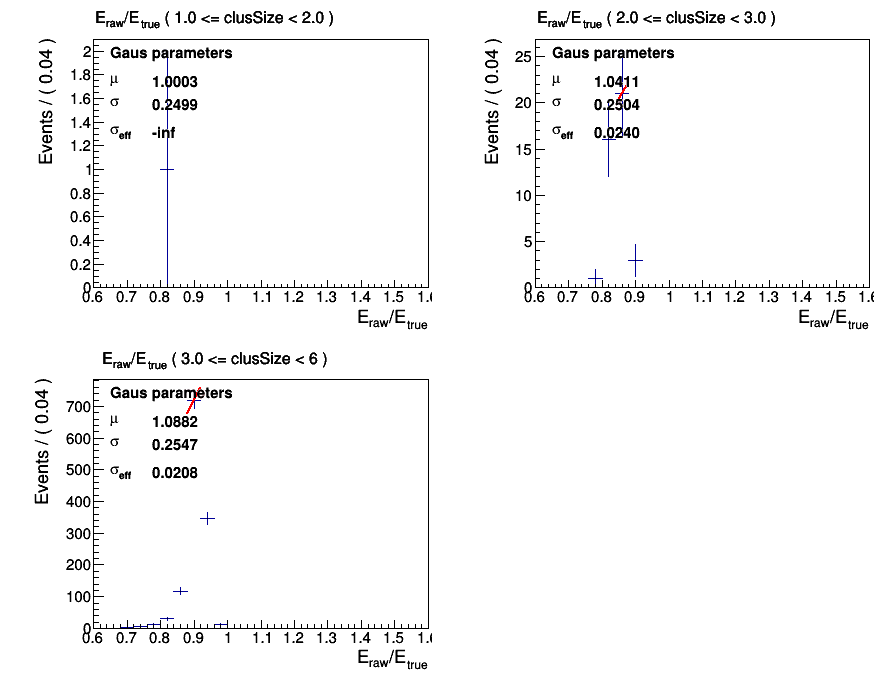 E_raw/E_true ( 1.0 <= clusSize < 2.0 )
Events / ( 0.04 )
Gaus parameters
μ 1.0003
σ 0.2499
σ_eff -inf
2
1.8
1.6
1.4
1.2
1
0.8
0.6
0.4
0.2
0
0.6 0.7 0.8 0.9 1 1.1 1.2 1.3 1.4 1.5 1.6
E_raw/E_true
E_raw/E_true ( 2.0 <= clusSize < 3.0 )
Events / ( 0.04 )
Gaus parameters
μ 1.0411
σ 0.2504
σ_eff 0.0240
25
20
15
10
5
0
0.6 0.7 0.8 0.9 1 1.1 1.2 1.3 1.4 1.5 1.6
E_raw/E_true
E_raw/E_true ( 3.0 <= clusSize < 6 )
Events / ( 0.04 )
Gaus parameters
μ 1.0882
σ 0.2547
σ_eff 0.0208
700
600
500
400
300
200
100
0
0.6 0.7 0.8 0.9 1 1.1 1.2 1.3 1.4 1.5 1.6
E_raw/E_true